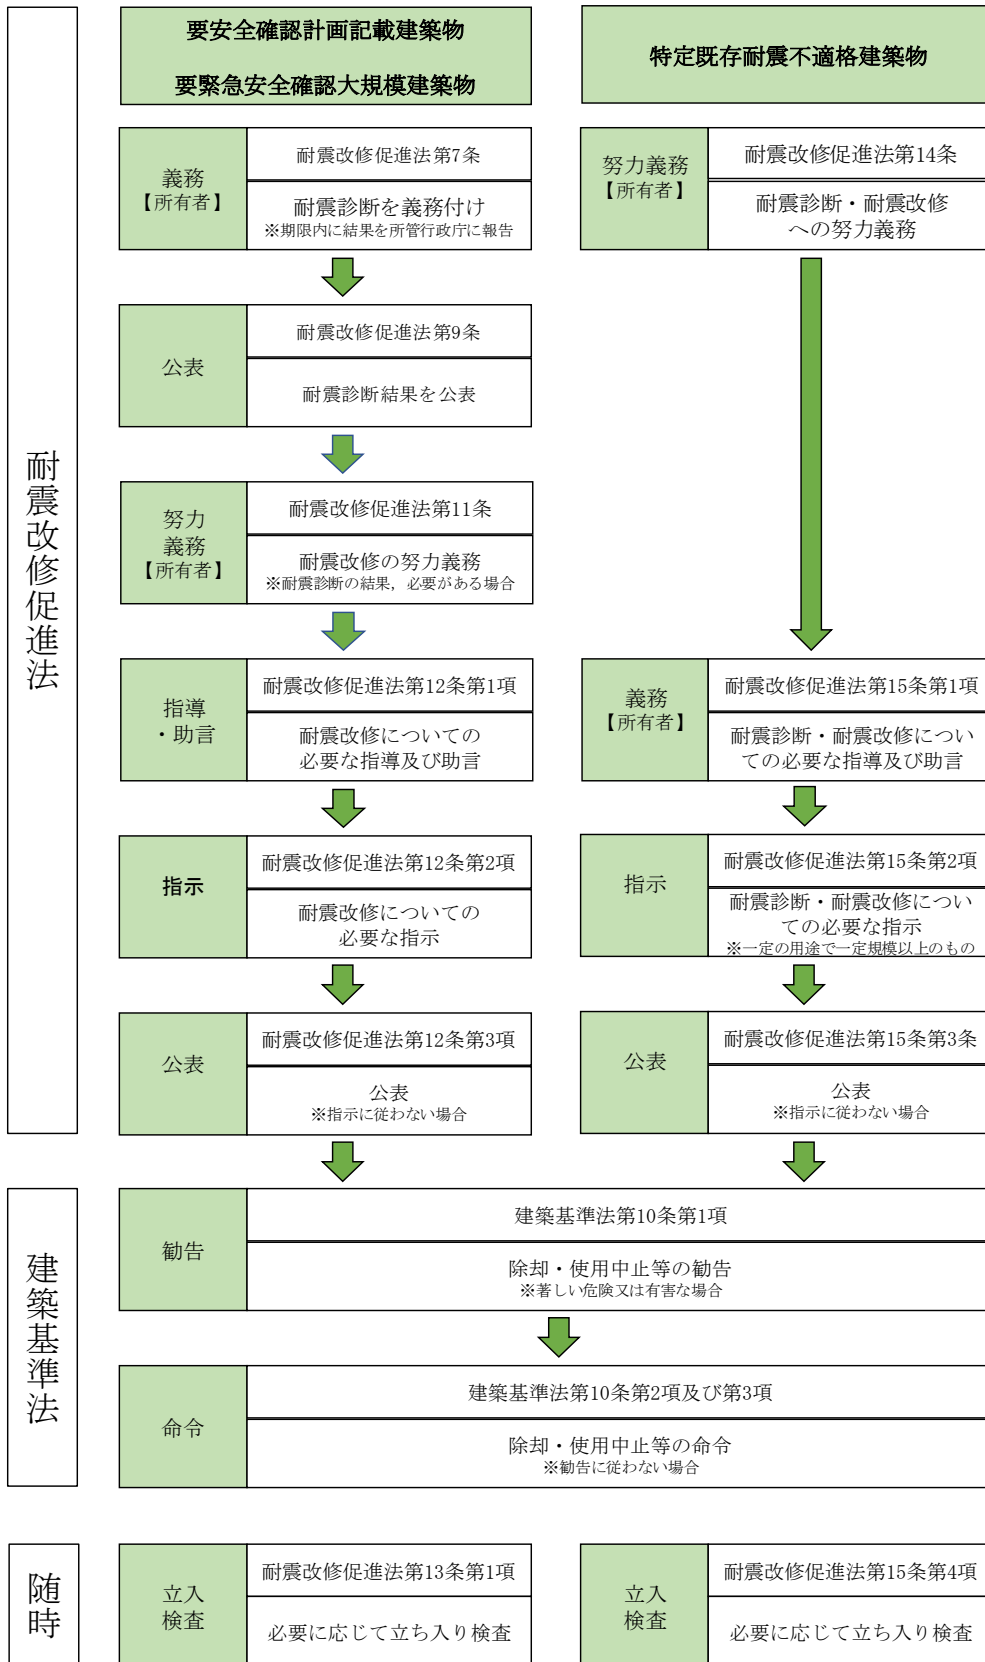 要安全確認計画記載建築物
要緊急安全確認大規模建築物
特定既存耐震不適格建築物
耐震改修促進法
義務
【所有者】
耐震改修促進法第7条
耐震診断を義務付け
※期限内に結果を所管行政庁に報告
努力義務
【所有者】
耐震改修促進法第14条
耐震診断・耐震改修
への努力義務
公表
耐震改修促進法第9条
耐震診断結果を公表
努力
義務
【所有者】
耐震改修促進法第11条
耐震改修の努力義務
※耐震診断の結果，必要がある場合
指導
・助言
耐震改修促進法第12条第1項
耐震改修についての
必要な指導及び助言
義務
【所有者】
耐震改修促進法第15条第1項
耐震診断・耐震改修につい
ての必要な指導及び助言
指示
耐震改修促進法第12条第2項
耐震改修についての
必要な指示
指示
耐震改修促進法第15条第2項
耐震診断・耐震改修につい
ての必要な指示
※一定の用途で一定規模以上のもの
公表
耐震改修促進法第12条第3項
公表
※指示に従わない場合
公表
耐震改修促進法第15条第3条
公表
※指示に従わない場合
建築基準法
勧告
建築基準法第10条第1項
除却・使用中止等の勧告
※著しい危険又は有害な場合
命令
建築基準法第10条第2項及び第3項
除却・使用中止等の命令
※勧告に従わない場合
随時
立入
検査
耐震改修促進法第13条第1項
必要に応じて立ち入り検査
立入
検査
耐震改修促進法第15条第4項
必要に応じて立ち入り検査